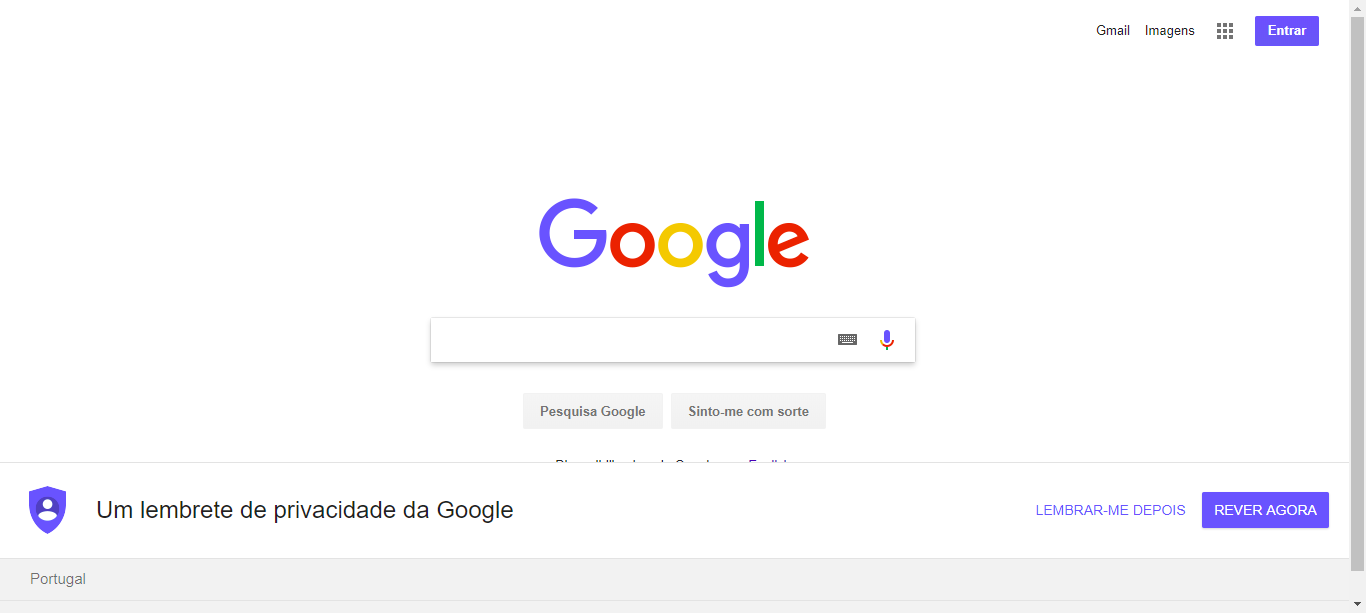 Gmail Imagens Entrar
Google
Pesquisa Google Sinto-me com sorte
Um lembrete de privacidade da Google
LEMBRAR-ME DEPOIS REVER AGORA
Portugal